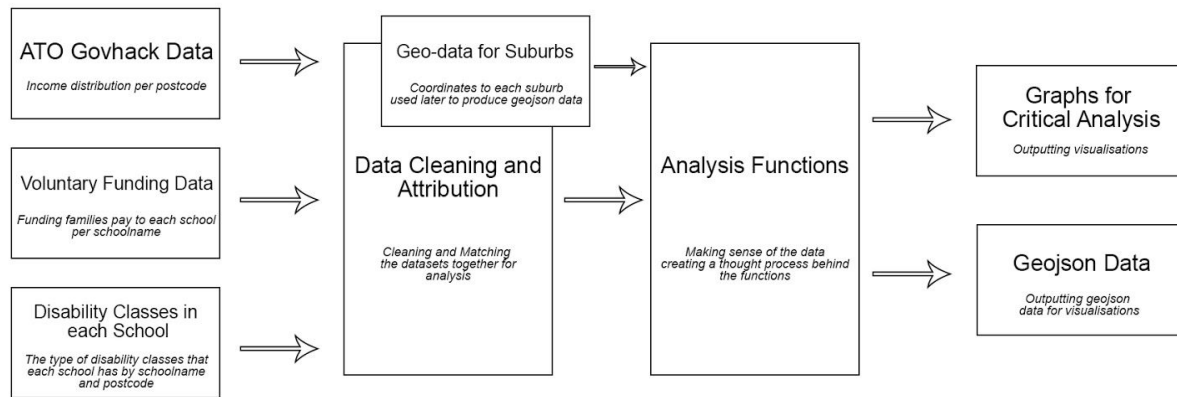 ATO Govhack Data
Income distribution per postcode
Voluntary Funding Data
Funding families pay to each school
per schoolname
Disability Classes in
each School
The type of disability classes that
each school has by schoolname
and postcode
Geo-data for Suburbs
Coordinates to each suburb
used later to produce geojson data
Data Cleaning and
Attribution
Cleaning and Matching
the datasets together for
analysis
Analysis Functions
Making sense of the data
creating a thought process behind
the functions
Graphs for
Critical Analysis
Outputting visualisations
Geojson Data
Outputting geojson
data for visualisations